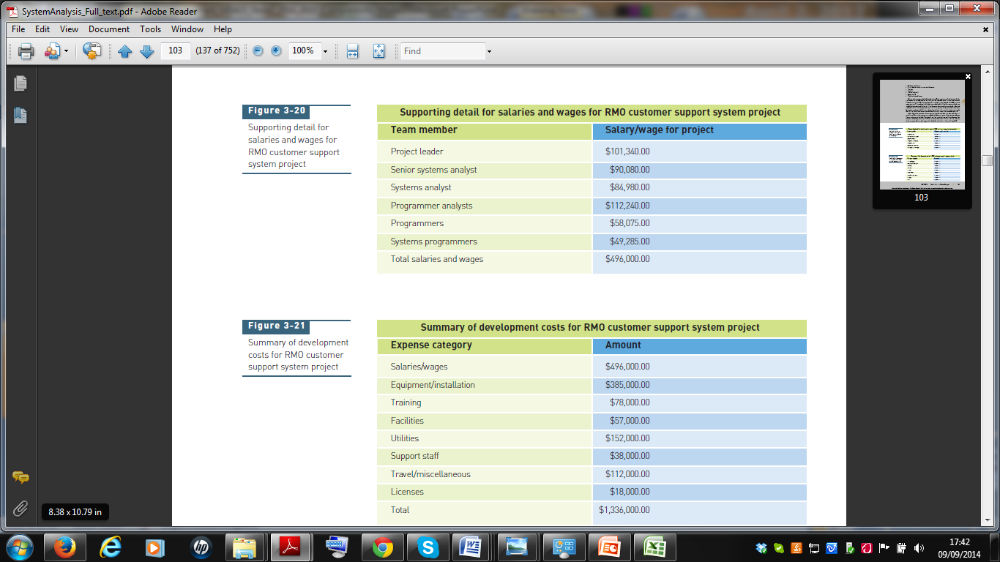 SystemAnalysis_Full_text.pdf - Adobe Reader
File Edit View Document Tools Window Help
103 (137 of 752) 100% Find
Figure 3-20
Supporting detail for
salaries and wages for
RMO customer support
system project
Supporting detail for salaries and wages for RMO customer support system project
Team member Salary/wage for project
Project leader $101,340.00
Senior systems analyst $90,080.00
Systems analyst $84,980.00
Programmer analysts $112,240.00
Programmers $58,075.00
Systems programmers $49,285.00
Total salaries and wages $496,000.00
103
Figure 3-21
Summary of development
costs for RMO customer
support system project
Summary of development costs for RMO customer support system project
Expense category Amount
Salaries/wages $496,000.00
Equipment/installation $385,000.00
Training $78,000.00
Facilities $57,000.00
Utilities $152,000.00
Support staff $38,000.00
Travel/miscellaneous $112,000.00
Licenses $18,000.00
Total $1,336,000.00
8.38 x 10.79 in
hp
17:42
09/09/2014